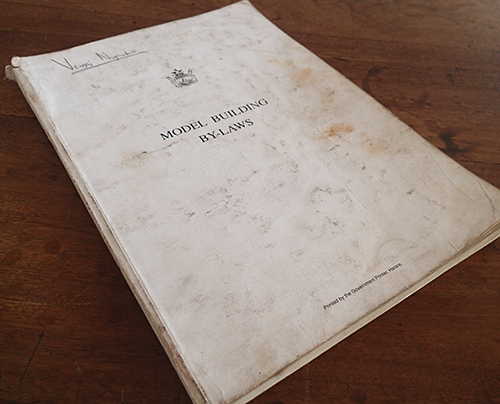 MODEL BUILDING
BY-LAWS
Printed by the Government Printer, Harare